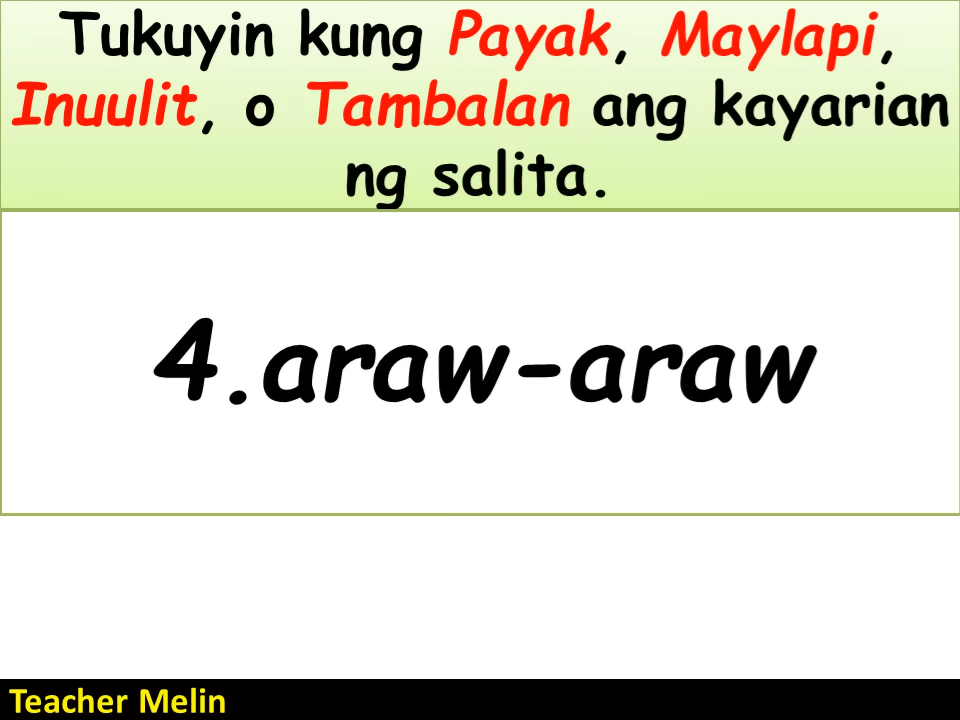 Tukuyin kung Payak, Maylapi,
Inuulit, o Tambalan ang kayarian
ng salita.
4.araw-araw
Teacher Melin